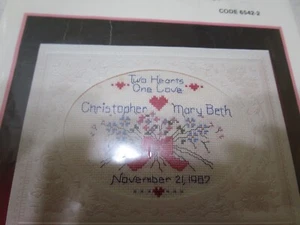 CODE 6542-2
Two Hearts
One Love
Christopher Mary Beth
November 21, 1987